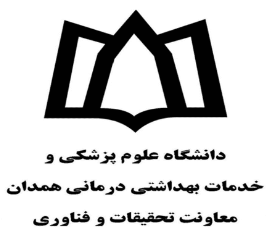 دانشگاه علوم پزشکی و
خدمات بهداشتی درمانی همدان
معاونت تحقیقات و فناوری